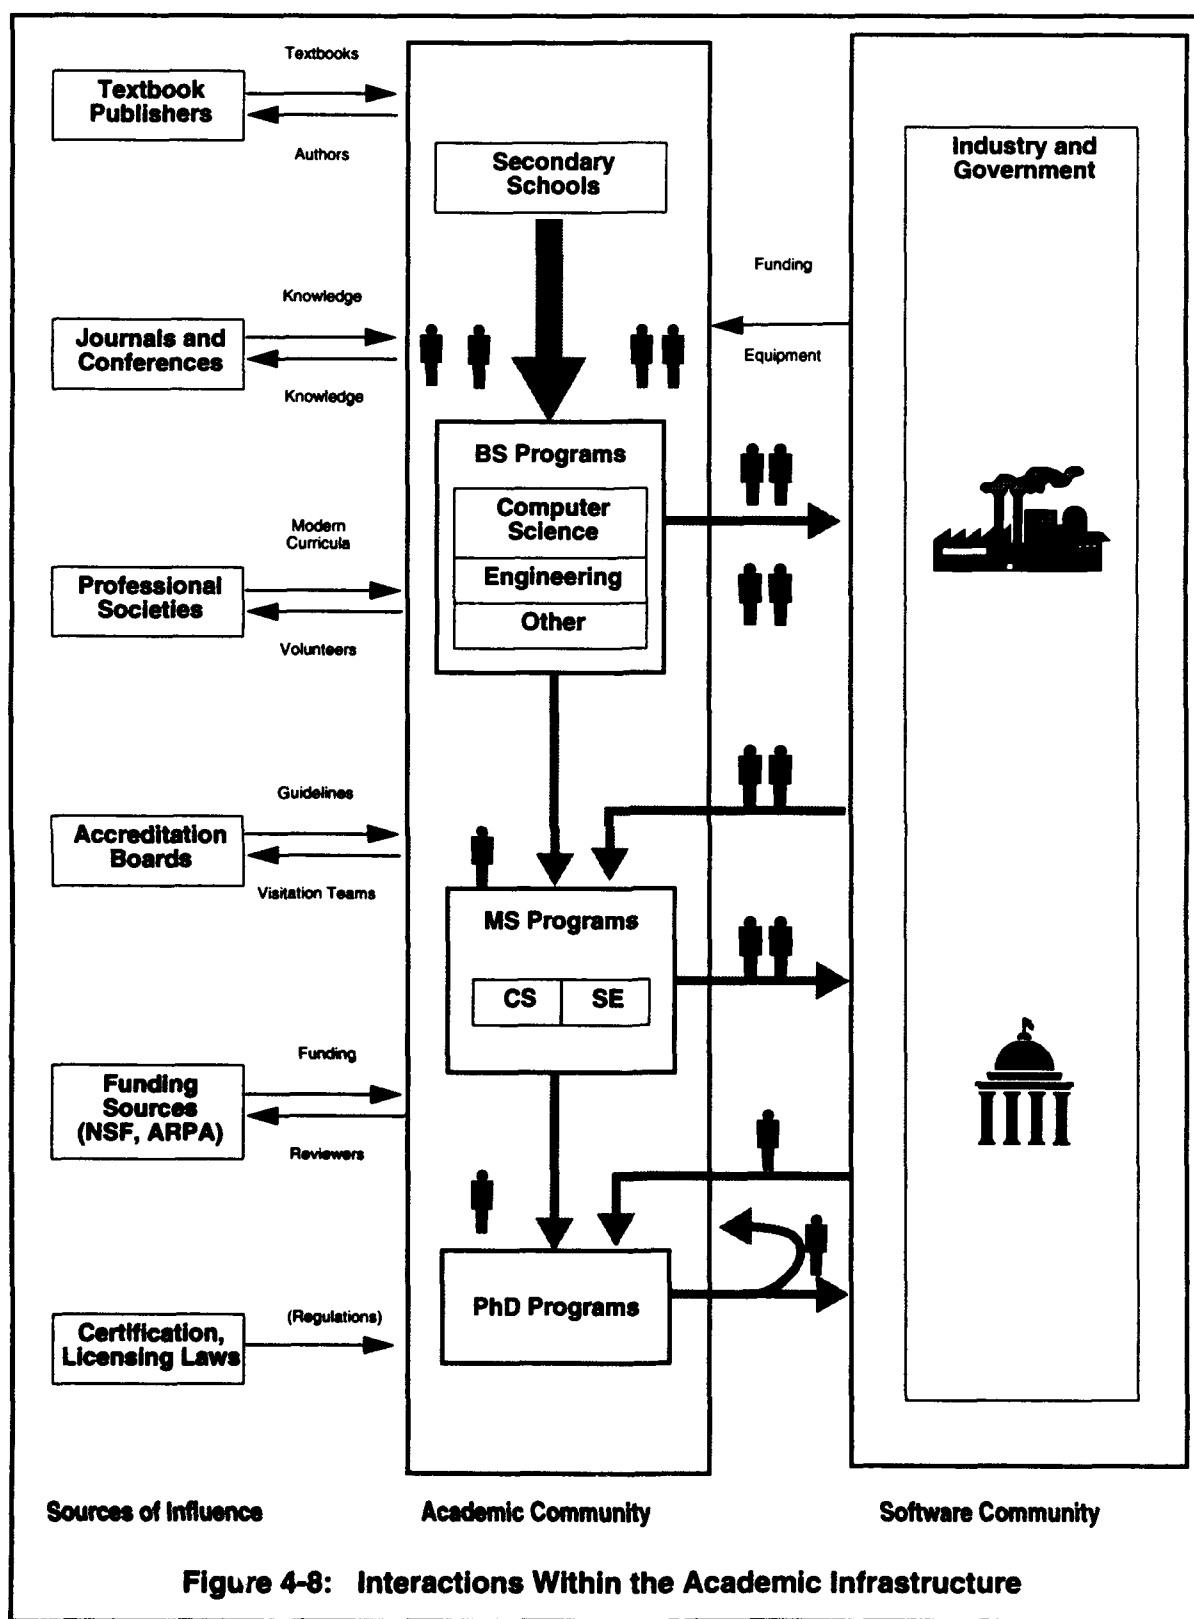 Textbooks
Textbook
Publishers
Authors
Secondary
Schools
Industry and
Government
Funding
Equipment
Knowledge
Journals and
Conferences
Knowledge
BS Programs
Computer
Science
Engineering
Other
Modern
Curricula
Professional
Societies
Volunteers
Guidelines
Accreditation
Boards
Visitation Teams
MS Programs
CS
SE
Funding
Funding
Sources
(NSF, ARPA)
Reviewers
PhD Programs
(Regulations)
Certification,
Licensing Laws
Sources of Influence
Academic Community
Software Community
Figure 4-8: Interactions Within the Academic Infrastructure